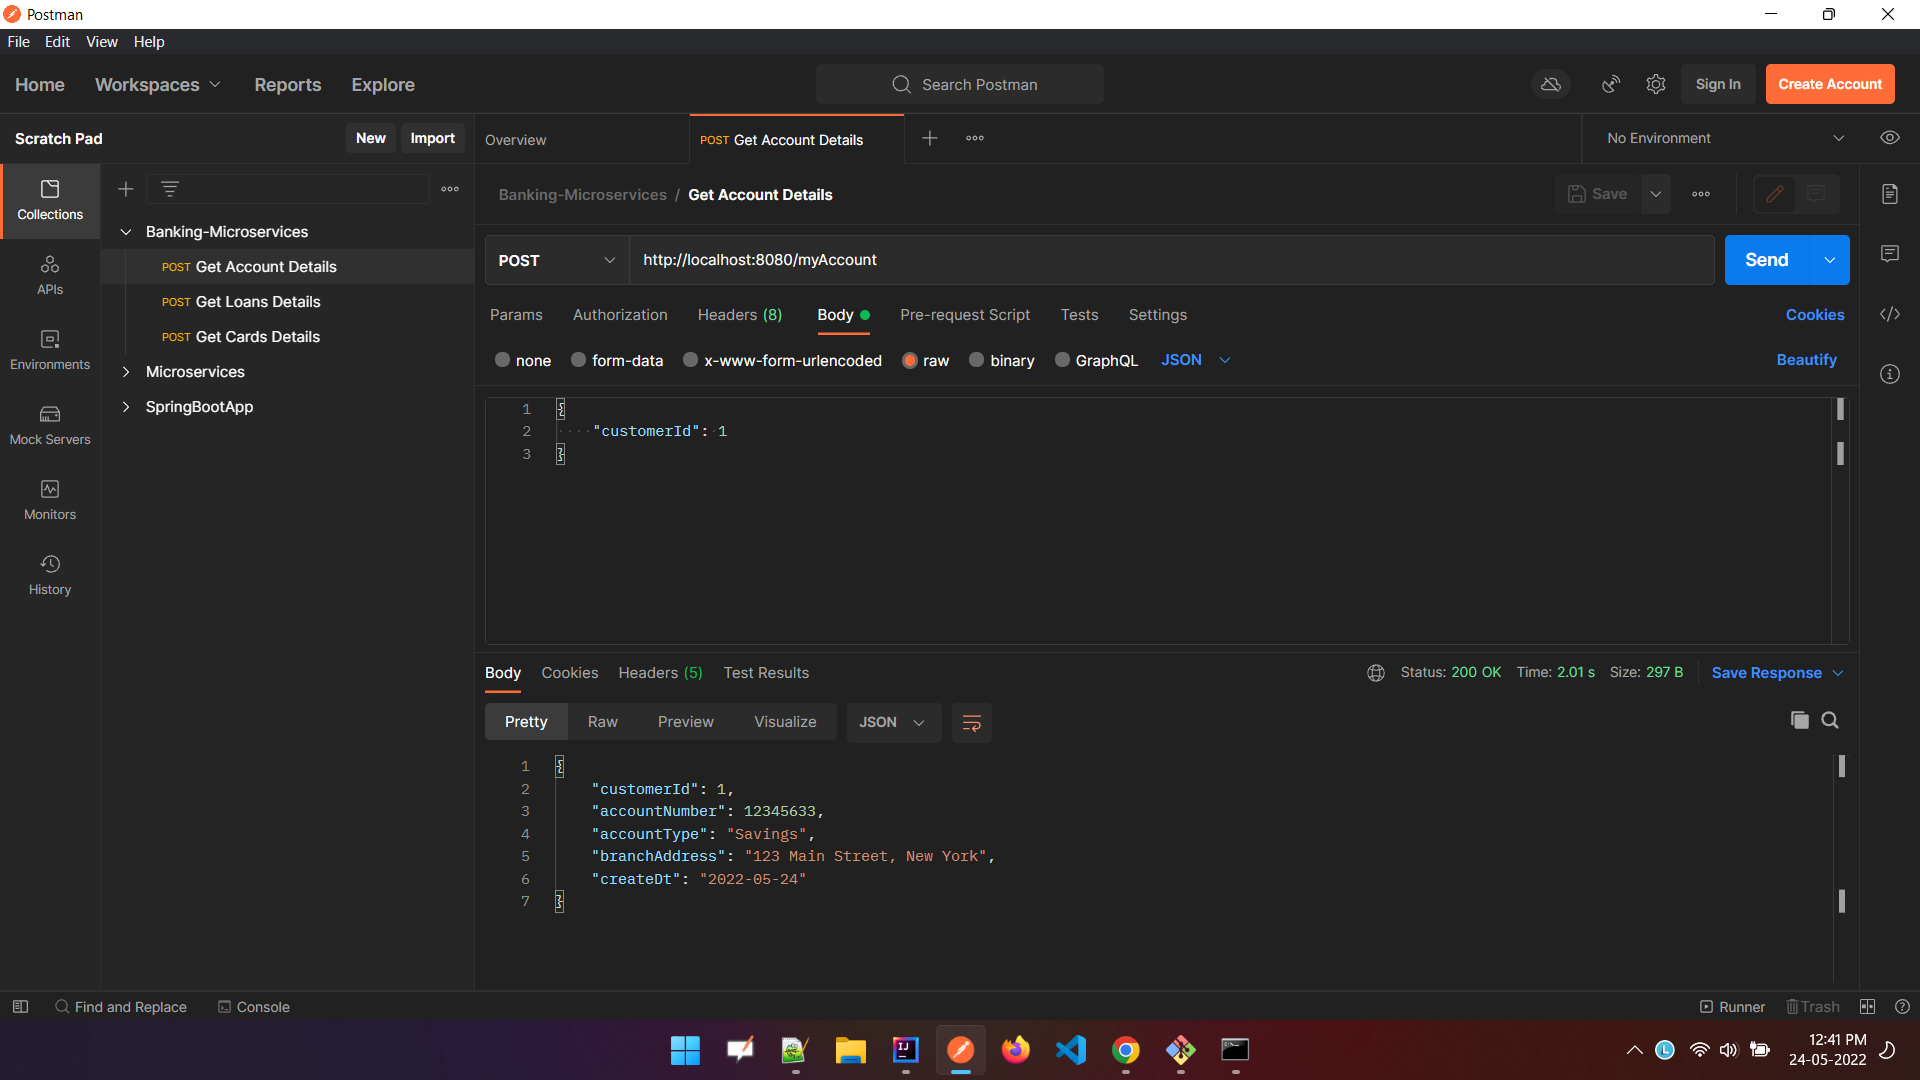 Postman
File Edit View Help
Home Workspaces Reports Explore Search Postman Sign In Create Account
Scratch Pad New Import Overview POST Get Account Details No Environment
Collections
Banking-Microservices / Get Account Details Save
Banking-Microservices
POST Get Account Details
POST Get Loans Details
POST Get Cards Details
Microservices
SpringBootApp
APIs
Environments
Mock Servers
Monitors
History
POST http://localhost:8080/myAccount Send
Params Authorization Headers (8) Body Pre-request Script Tests Settings Cookies
none form-data x-www-form-urlencoded raw binary GraphQL JSON Beautify
1 {
2 "customerId": 1
3 }
Body Cookies Headers (5) Test Results Status: 200 OK Time: 2.01 s Size: 297 B Save Response
Pretty Raw Preview Visualize JSON
1 {
2 "customerId": 1,
3 "accountNumber": 12345633,
4 "accountType": "Savings",
5 "branchAddress": "123 Main Street, New York",
6 "createDt": "2022-05-24"
7 }
Find and Replace Console Runner Trash
IJ
L
12:41 PM
24-05-2022